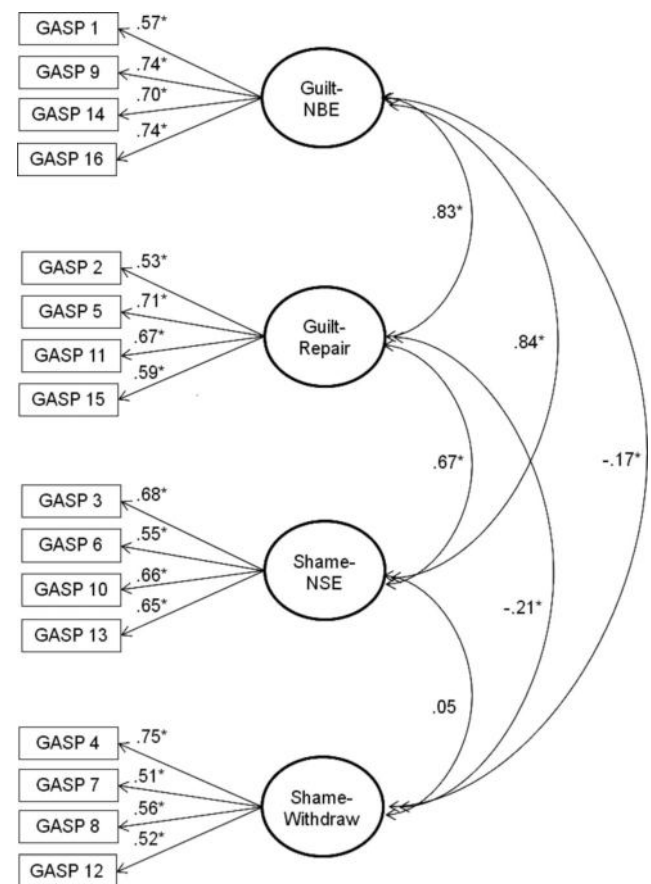 GASP 1
.57*
GASP 9
.74*
GASP 14
.70*
GASP 16
.74*
Guilt-
NBE
.83*
GASP 2
.53*
GASP 5
.71*
GASP 11
.67*
GASP 15
.59*
Guilt-
Repair
.84*
.67*
-.17*
GASP 3
.68*
GASP 6
.55*
GASP 10
.66*
GASP 13
.65*
Shame-
NSE
-.21*
.05
GASP 4
.75*
GASP 7
.51*
GASP 8
.56*
GASP 12
.52*
Shame-
Withdraw